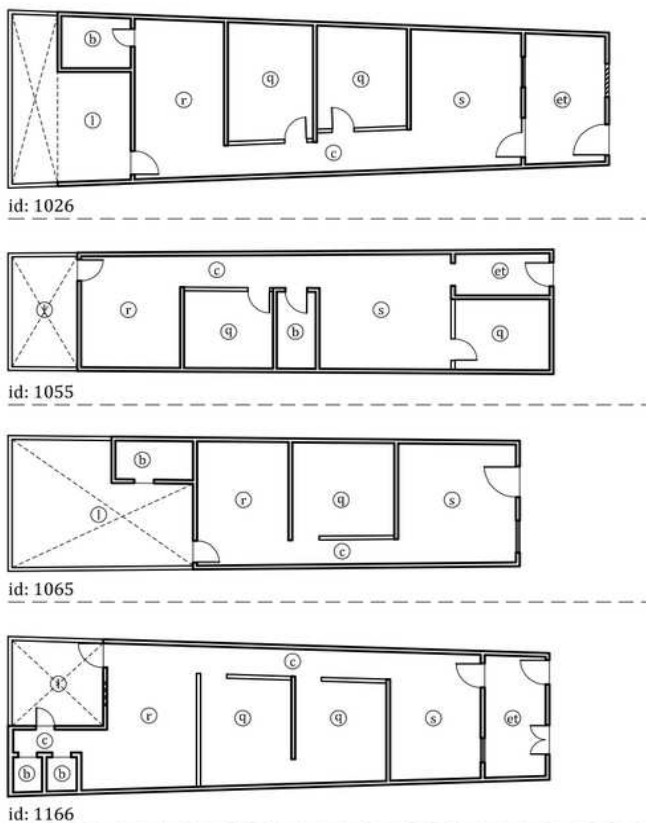 b
q q
r s et
l
c
id: 1026
c et
r s
q b q
id: 1055
b
r q s
l
c
id: 1065
c
r q q s et
c
b b
id: 1166